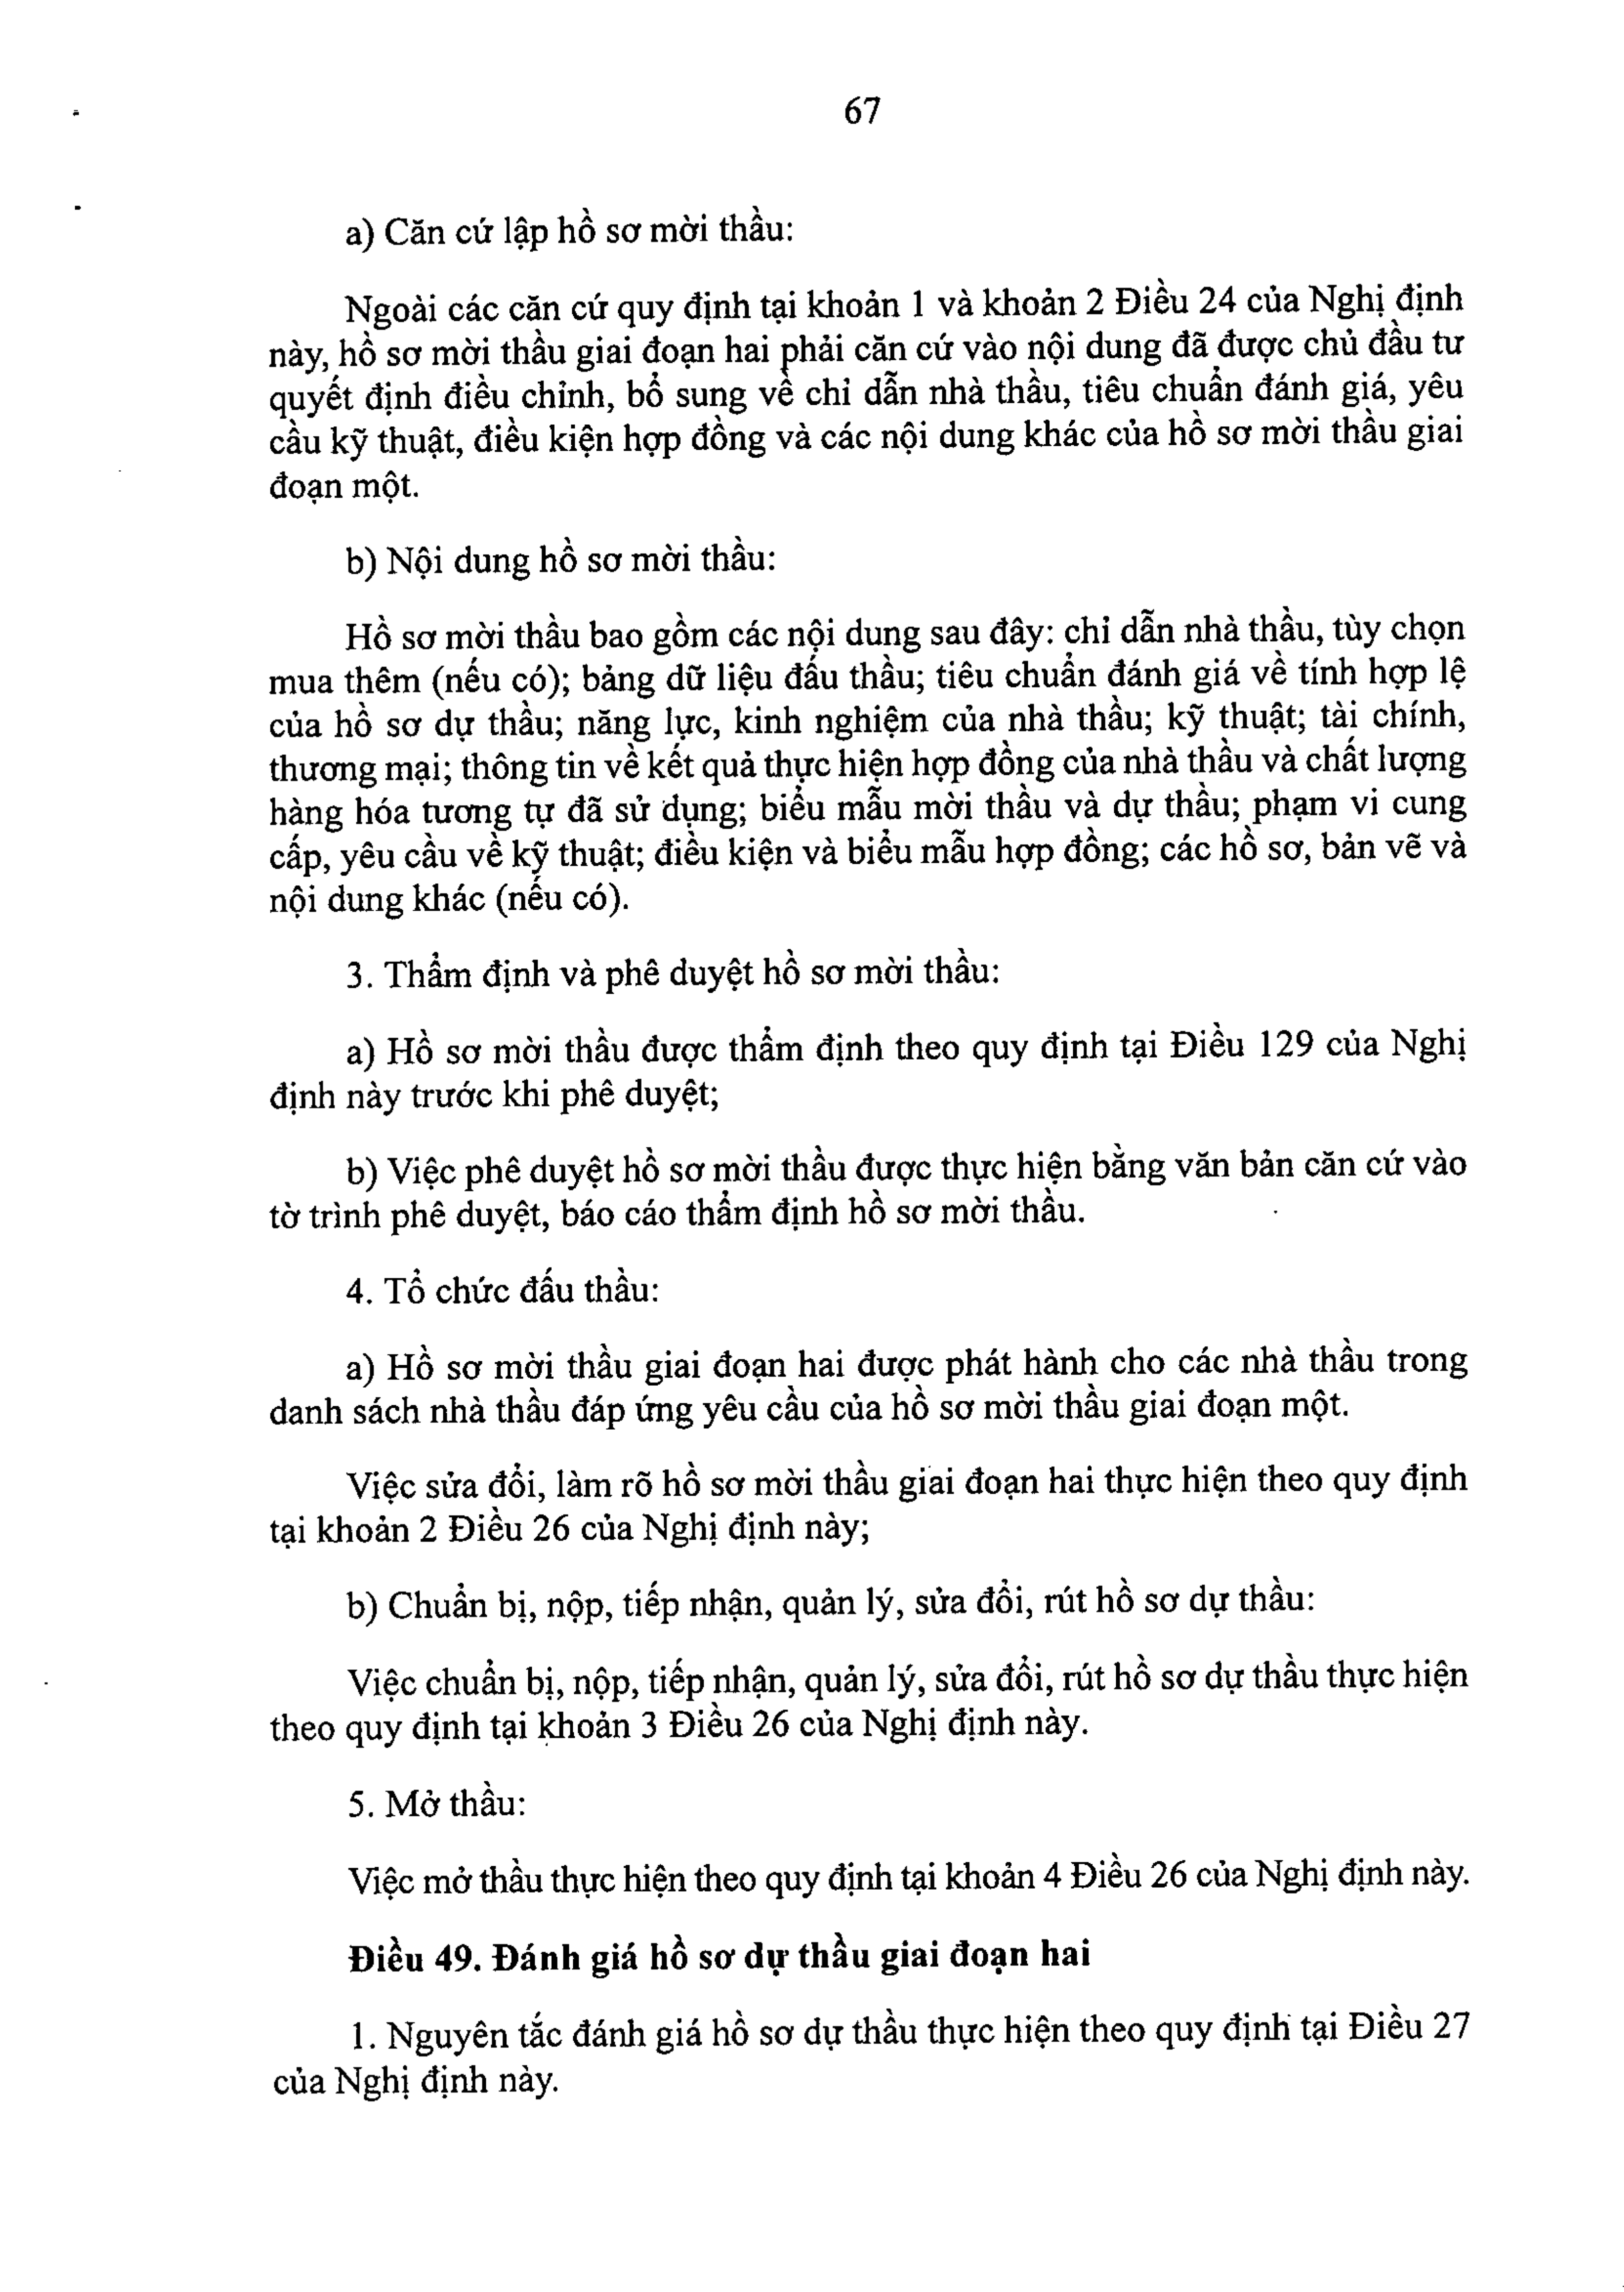 67
a) Căn cứ lập hồ sơ mời thầu:
Ngoài các căn cứ quy định tại khoản 1 và khoản 2 Điều 24 của Nghị định
này, hồ sơ mời thầu giai đoạn hai phải căn cứ vào nội dung đã được chủ đầu tư
quyết định điều chỉnh, bổ sung về chỉ dẫn nhà thầu, tiêu chuẩn đánh giá, yêu
cầu kỹ thuật, điều kiện hợp đồng và các nội dung khác của hồ sơ mời thầu giai
đoạn một.
b) Nội dung hồ sơ mời thầu:
Hồ sơ mời thầu bao gồm các nội dung sau đây: chỉ dẫn nhà thầu, tùy chọn
mua thêm (nếu có); bảng dữ liệu đấu thầu; tiêu chuẩn đánh giá về tính hợp lệ
của hồ sơ dự thầu; năng lực, kinh nghiệm của nhà thầu; kỹ thuật; tài chính,
thương mại; thông tin về kết quả thực hiện hợp đồng của nhà thầu và chất lượng
hàng hóa tương tự đã sử dụng; biểu mẫu mời thầu và dự thầu; phạm vi cung
cấp, yêu cầu về kỹ thuật; điều kiện và biểu mẫu hợp đồng; các hồ sơ, bản vẽ và
nội dung khác (nếu có).
3. Thẩm định và phê duyệt hồ sơ mời thầu:
a) Hồ sơ mời thầu được thẩm định theo quy định tại Điều 129 của Nghị
định này trước khi phê duyệt;
b) Việc phê duyệt hồ sơ mời thầu được thực hiện bằng văn bản căn cứ vào
tờ trình phê duyệt, báo cáo thẩm định hồ sơ mời thầu.
4. Tổ chức đấu thầu:
a) Hồ sơ mời thầu giai đoạn hai được phát hành cho các nhà thầu trong
danh sách nhà thầu đáp ứng yêu cầu của hồ sơ mời thầu giai đoạn một.
Việc sửa đổi, làm rõ hồ sơ mời thầu giai đoạn hai thực hiện theo quy định
tại khoản 2 Điều 26 của Nghị định này;
b) Chuẩn bị, nộp, tiếp nhận, quản lý, sửa đổi, rút hồ sơ dự thầu:
Việc chuẩn bị, nộp, tiếp nhận, quản lý, sửa đổi, rút hồ sơ dự thầu thực hiện
theo quy định tại khoản 3 Điều 26 của Nghị định này.
5. Mở thầu:
Việc mở thầu thực hiện theo quy định tại khoản 4 Điều 26 của Nghị định này.
Điều 49. Đánh giá hồ sơ dự thầu giai đoạn hai
1. Nguyên tắc đánh giá hồ sơ dự thầu thực hiện theo quy định tại Điều 27
của Nghị định này.